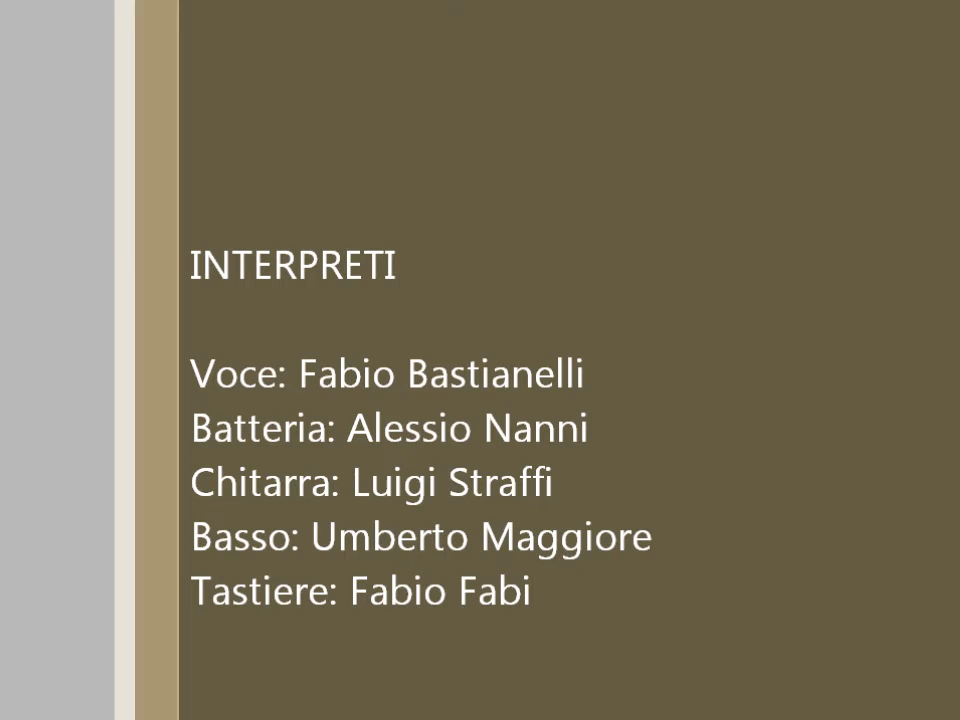 INTERPRETI
Voce: Fabio Bastianelli
Batteria: Alessio Nanni
Chitarra: Luigi Straffi
Basso: Umberto Maggiore
Tastiere: Fabio Fabi